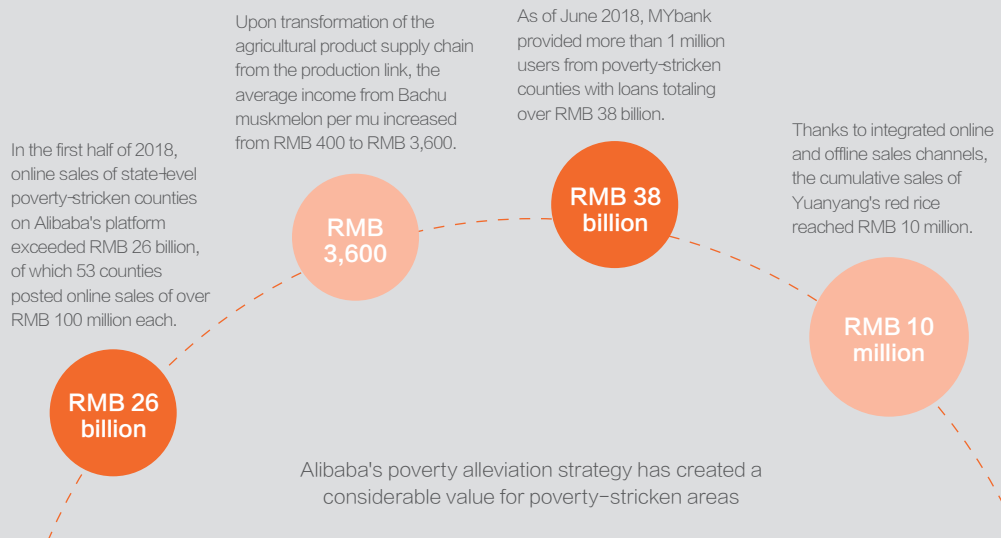 In the first half of 2018,
online sales of state-level
poverty-stricken counties
on Alibaba's platform
exceeded RMB 26 billion,
of which 53 counties
posted online sales of over
RMB 100 million each.
RMB 26
billion
Upon transformation of the
agricultural product supply chain
from the production link, the
average income from Bachu
muskmelon per mu increased
from RMB 400 to RMB 3,600.
RMB
3,600
As of June 2018, MYbank
provided more than 1 million
users from poverty-stricken
counties with loans totaling
over RMB 38 billion.
RMB 38
billion
Thanks to integrated online
and offline sales channels,
the cumulative sales of
Yuanyang's red rice
reached RMB 10 million.
RMB 10
million
Alibaba's poverty alleviation strategy has created a
considerable value for poverty-stricken areas